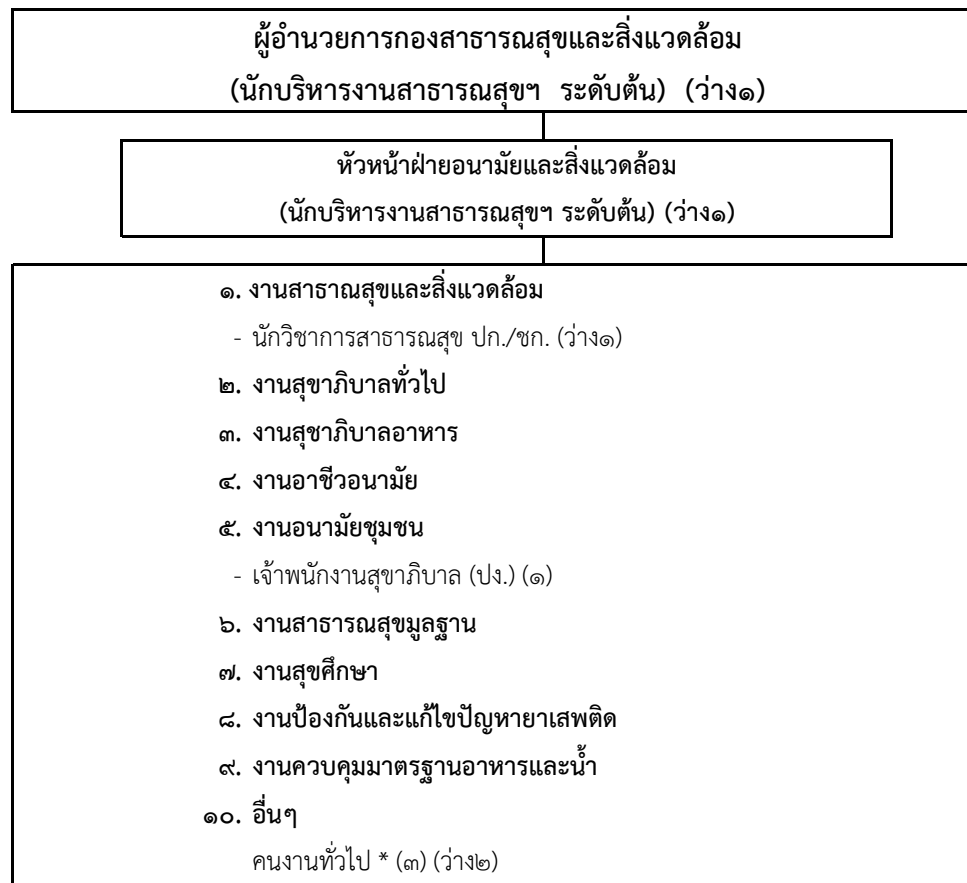 ผู้อำนวยการกองสาธารณสุขและสิ่งแวดล้อม
(นักบริหารงานสาธารณสุขฯ ระดับต้น) (ว่าง๑)
หัวหน้าฝ่ายอนามัยและสิ่งแวดล้อม
(นักบริหารงานสาธารณสุขฯ ระดับต้น) (ว่าง๑)
๑. งานสาธาณสุขและสิ่งแวดล้อม
- นักวิชาการสาธารณสุข ปก./ชก. (ว่าง๑)
๒. งานสุขาภิบาลทั่วไป
๓. งานสุชาภิบาลอาหาร
๔. งานอาชีวอนามัย
๕. งานอนามัยชุมชน
- เจ้าพนักงานสุขาภิบาล (ปง.) (๑)
๖. งานสาธารณสุขมูลฐาน
๗. งานสุขศึกษา
๘. งานป้องกันและแก้ไขปัญหายาเสพติด
๙. งานควบคุมมาตรฐานอาหารและน้ำ
๑๐. อื่นๆ
คนงานทั่วไป * (๓) (ว่าง๒)